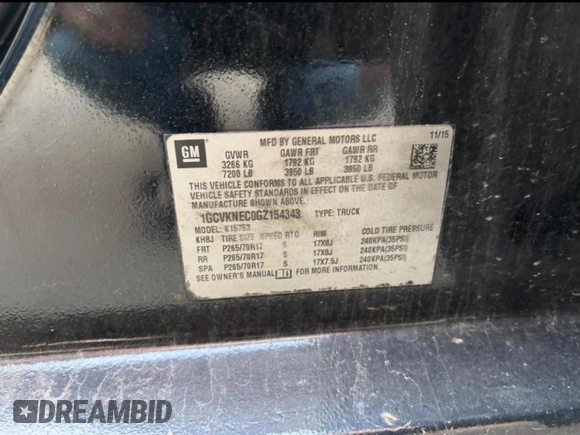 MFD BY GENERAL MOTORS LLC 11/15
GM GVWR GAWR FRT GAWR RR
3266 KG 1792 KG 1792 KG
7200 LB 3950 LB 3950 LB
THIS VEHICLE CONFORMS TO ALL APPLICABLE U.S. FEDERAL MOTOR
VEHICLE SAFETY STANDARDS IN EFFECT ON THE DATE OF
MANUFACTURE SHOWN ABOVE.
1GCVKNEC0GZ154343 TYPE: TRUCK
MODEL: K15753
KHBJ TIRE SIZE SPEED RTG RIM COLD TIRE PRESSURE
FRT P265/70R17 S 17X8J 240KPA(35PSI)
RR P265/70R17 S 17X8J 240KPA(35PSI)
SPA P265/70R17 S 17X7.5J 240KPA(35PSI)
SEE OWNER'S MANUAL FOR MORE INFORMATION.
DREAMBID